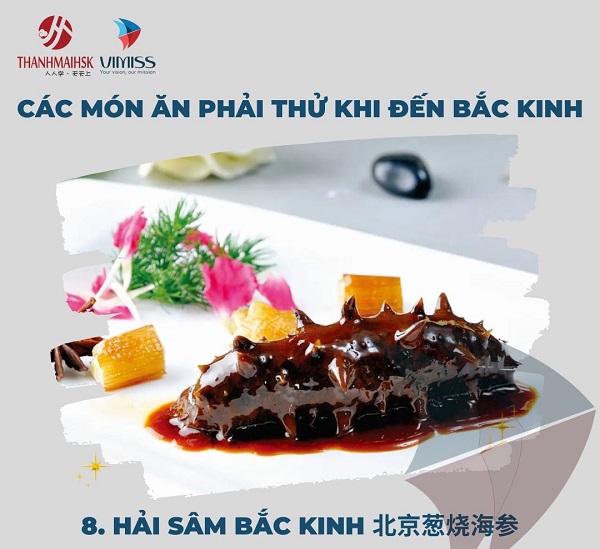 THANHMAIHSK
人人学·天天上
VIMISS
Your vision, our mission
CÁC MÓN ĂN PHẢI THỬ KHI ĐẾN BẮC KINH
8. HẢI SÂM BẮC KINH 北京葱烧海参